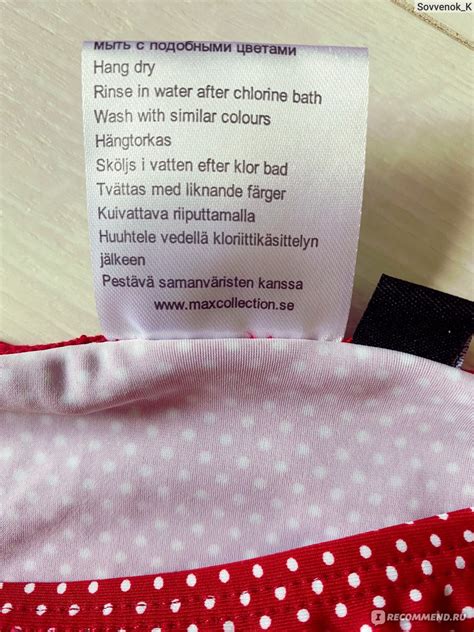 Sovvenok_K
мыть с подобными цветами
Hang dry
Rinse in water after chlorine bath
Wash with similar colours
Hängtorkas
Sköljs i vatten efter klor bad
Tvättas med liknande färger
Kuivattava riiputtamalla
Huuhtele vedellä kloriittikäsittelyn
jälkeen
Pestävä samanväristen kanssa
www.maxcollection.se
I RECOMMEND.RU